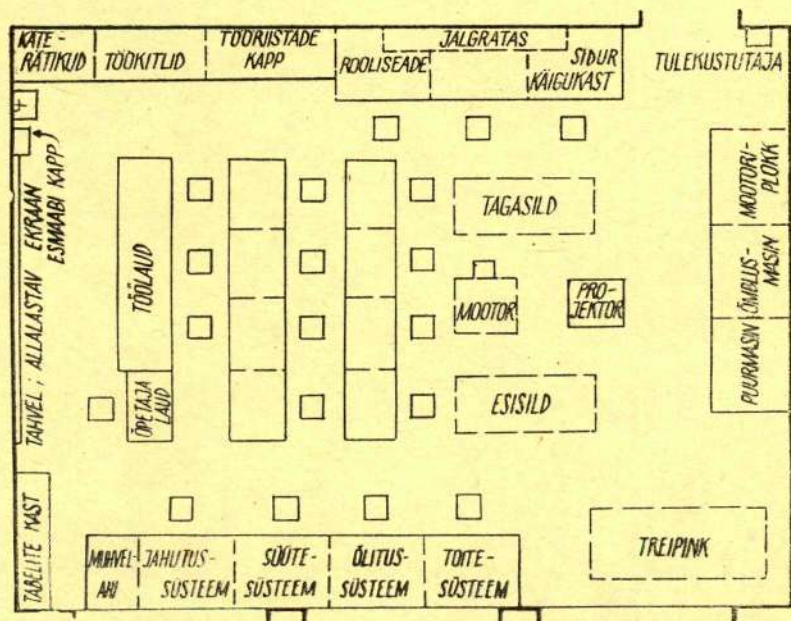 KATE-
RÄTIKUD
TÖÖKITLID
TÖÖRIISTADE
KAPP
ROOLISEADE
JALGRATAS
SIDUR
KÄIGUKAST
TULEKUSTUTAJA
TAHVEL ; ALLALASTAV EKRAAN
ESMAABI KAPP
TÖÖLAUD
ÕPETAJA
LAUD
TAGASILD
MOOTOR
PRO-
JEKTOR
ESISILD
MOOTORI-
PLOKK
ÕMBLUS-
MASIN
PUURMASIN
TABELITE KAST
MUHVEL-
AHI
JAHUTUS-
SÜSTEEM
SÜÜTE-
SÜSTEEM
ÕLITUS-
SÜSTEEM
TOITE-
SÜSTEEM
TREIPINK